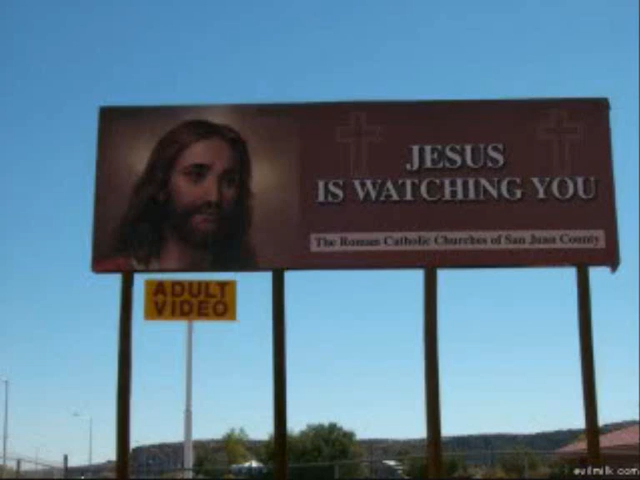 JESUS
IS WATCHING YOU
The Roman Catholic Churches of San Juan County
ADULT
VIDEO
evilmilk.com